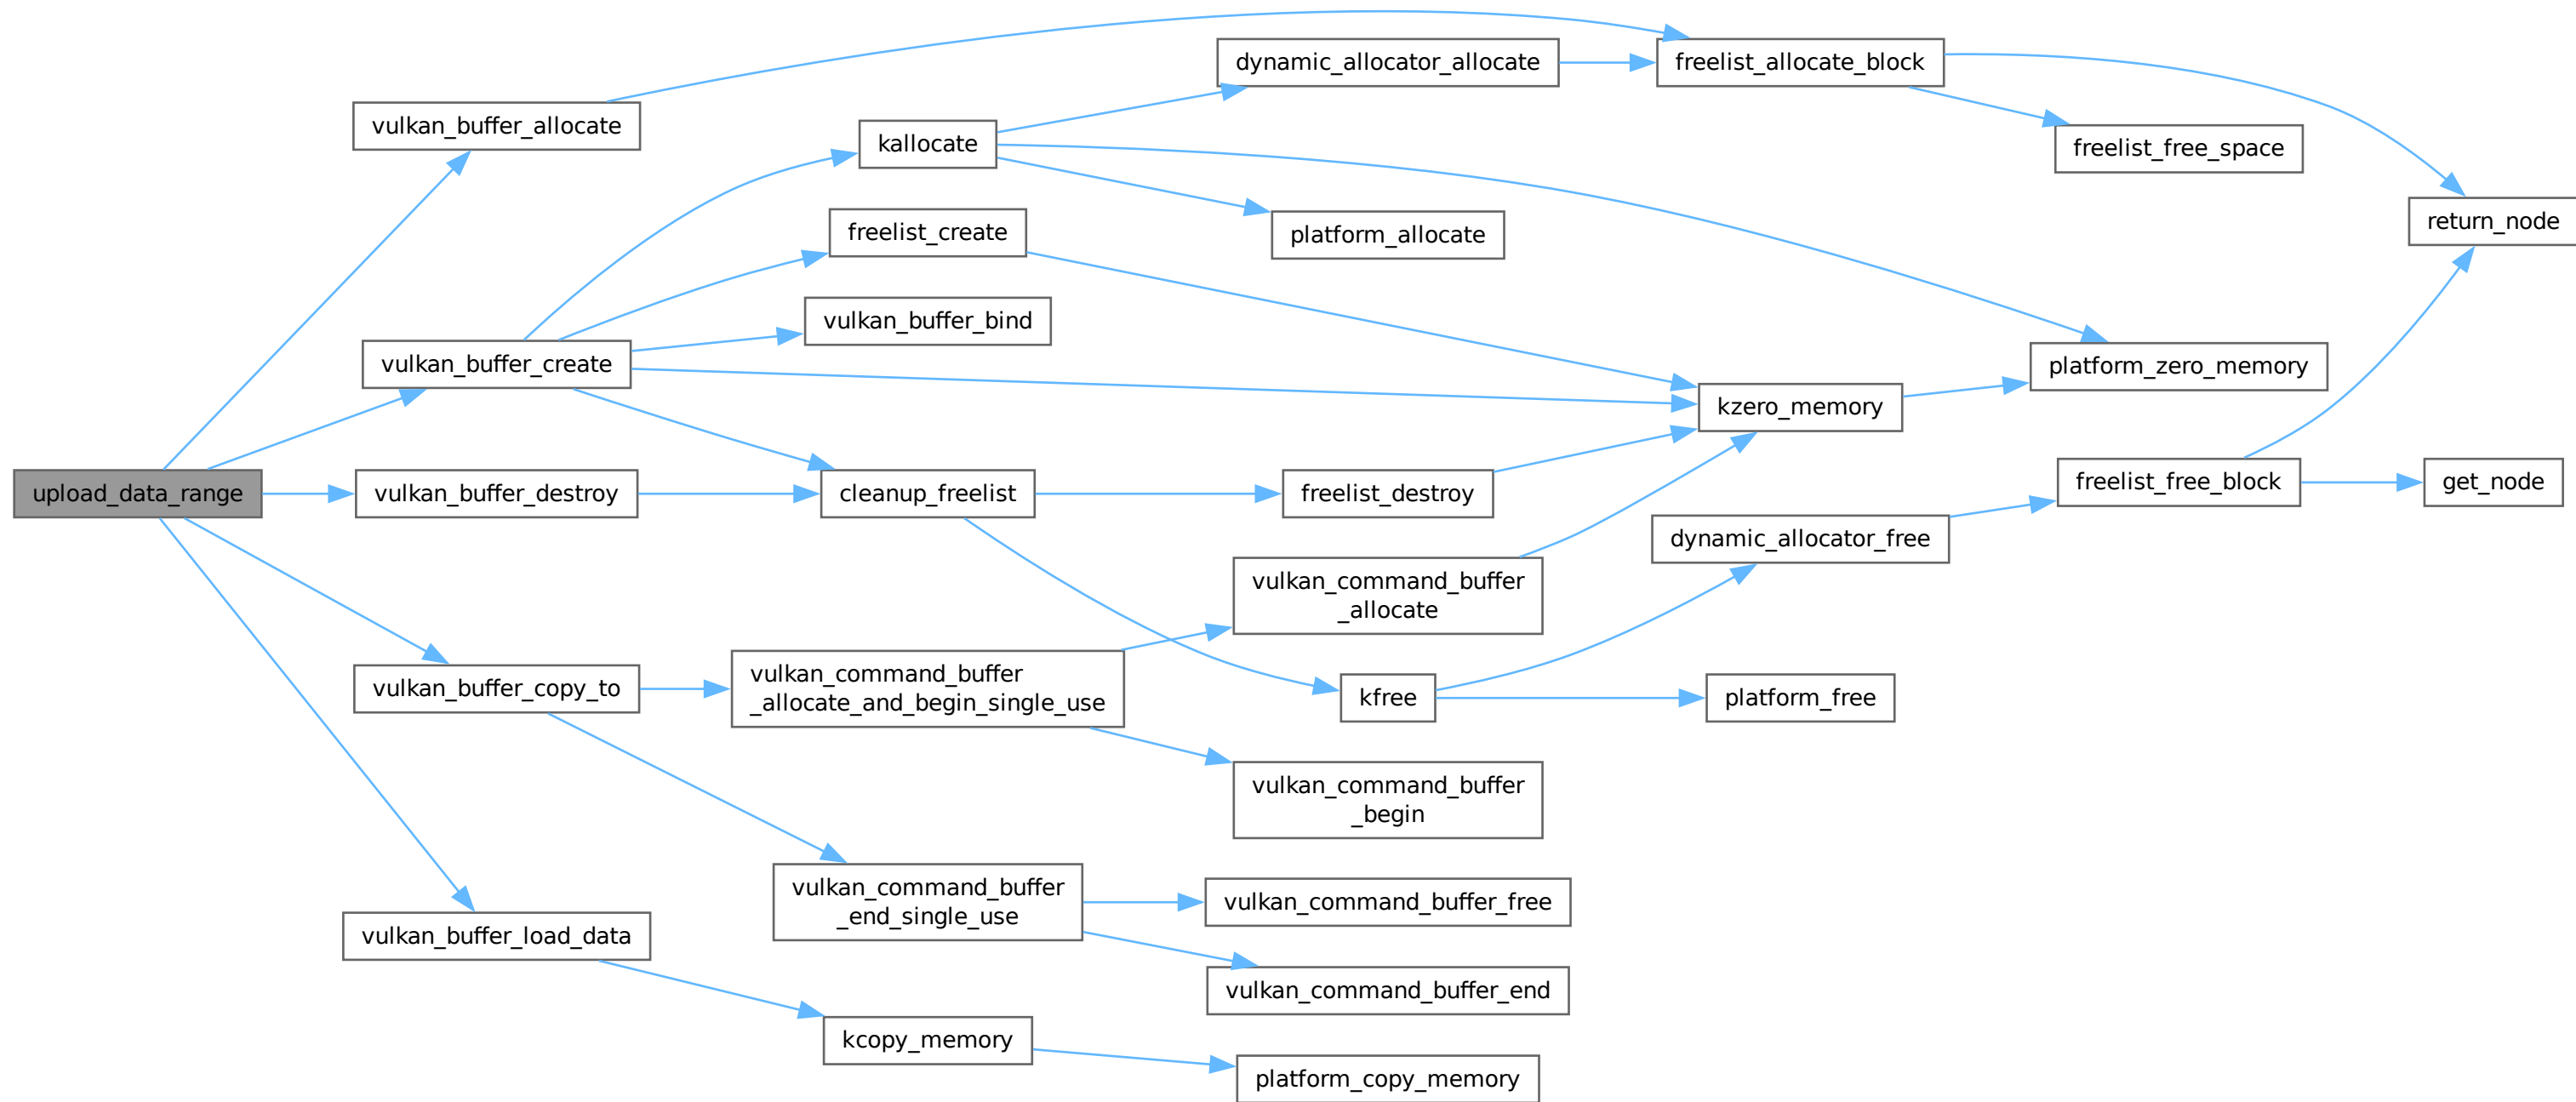 upload_data_range
vulkan_buffer_allocate
vulkan_buffer_create
vulkan_buffer_destroy
vulkan_buffer_copy_to
vulkan_buffer_load_data
kallocate
freelist_create
vulkan_buffer_bind
cleanup_freelist
vulkan_command_buffer
_allocate_and_begin_single_use
vulkan_command_buffer
_end_single_use
kcopy_memory
dynamic_allocator_allocate
platform_allocate
freelist_destroy
vulkan_command_buffer
_allocate
kfree
vulkan_command_buffer
_begin
vulkan_command_buffer_free
vulkan_command_buffer_end
platform_copy_memory
freelist_allocate_block
kzero_memory
dynamic_allocator_free
platform_free
freelist_free_space
platform_zero_memory
freelist_free_block
return_node
get_node